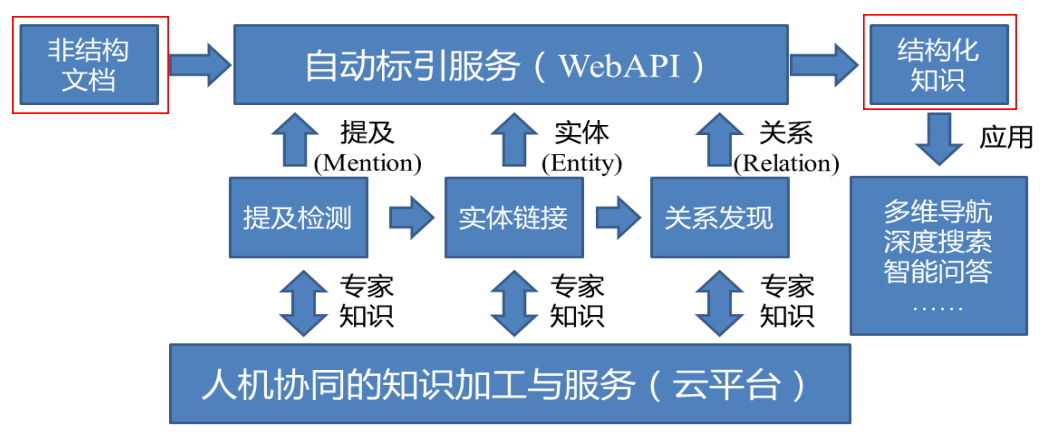 非结构
文档
自动标引服务（WebAPI）
结构化
知识
提及
(Mention)
实体
(Entity)
关系
(Relation)
应用
提及检测
实体链接
关系发现
多维导航
深度搜索
智能问答
……
专家
知识
专家
知识
专家
知识
人机协同的知识加工与服务（云平台）